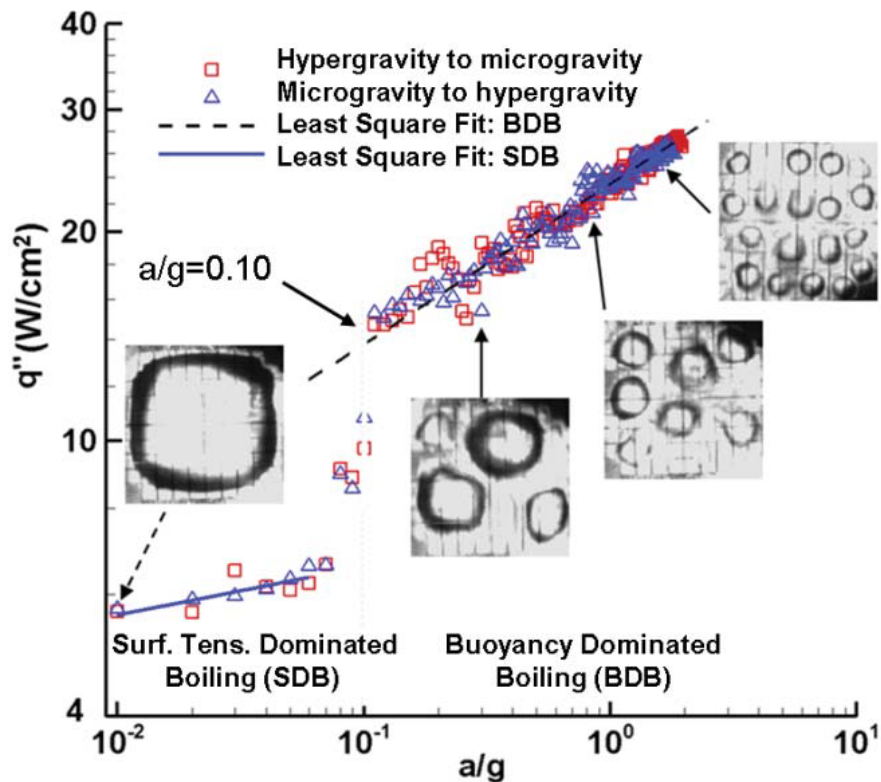 40
30
20
10
4
q" (W/cm²)
Hypergravity to microgravity
Microgravity to hypergravity
Least Square Fit: BDB
Least Square Fit: SDB
a/g=0.10
Surf. Tens. Dominated
Boiling (SDB)
Buoyancy Dominated
Boiling (BDB)
10⁻²
10⁻¹
10⁰
10¹
a/g